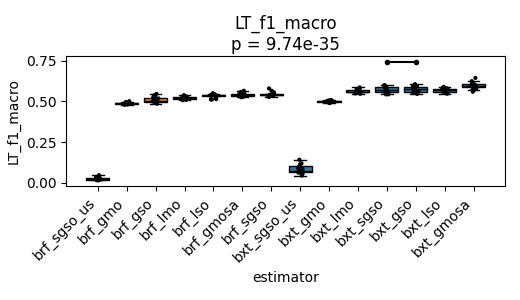 LT_f1_macro
p = 9.74e-35
LT_f1_macro
0.75
0.50
0.25
0.00
brf_sgso_us
brf_gmo
brf_gso
brf_lmo
brf_lso
brf_gmosa
brf_sgso
bxt_sgso_us
bxt_gmo
bxt_lmo
bxt_sgso
bxt_gso
bxt_lso
bxt_gmosa
estimator